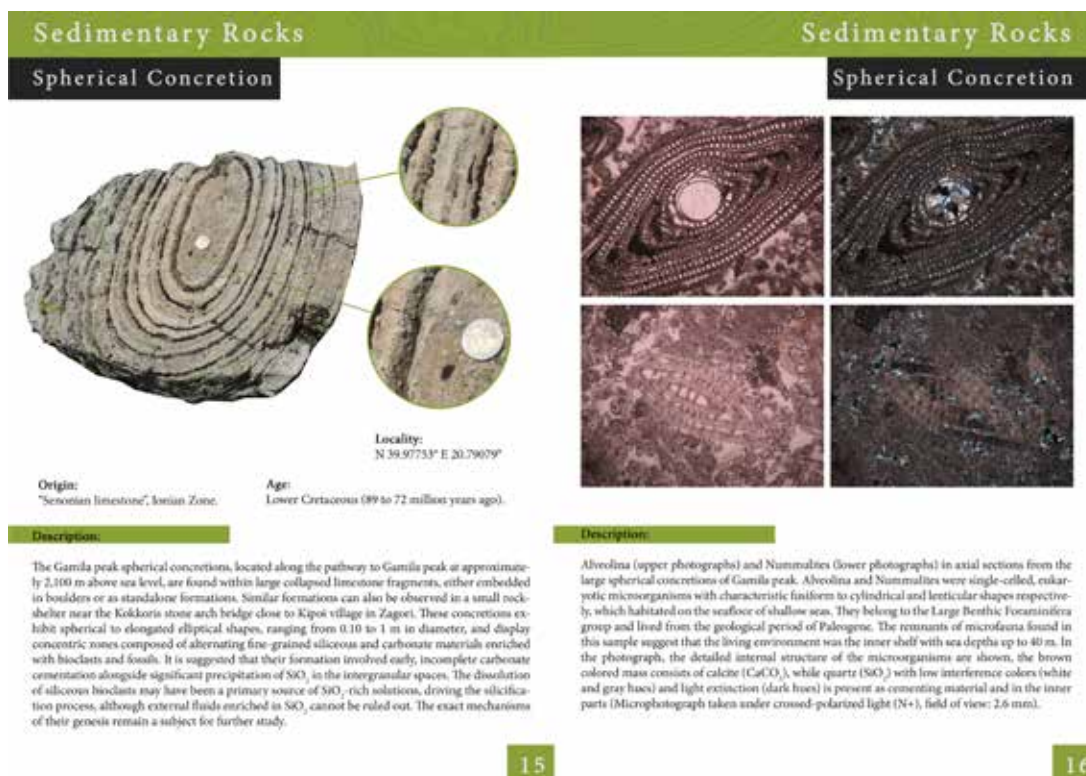 Sedimentary Rocks
Spherical Concretion
Locality:
N 39.97753° E 20.79079°
Origin:
"Senonian limestone", Ionian Zone.
Age:
Lower Cretaceous (89 to 72 million years ago).
Description:
The Gamila peak spherical concretions, located along the pathway to Gamila peak at approximate-
ly 2,100 m above sea level, are found within large collapsed limestone fragments, either embedded
in boulders or as standalone formations. Similar formations can also be observed in a small rock-
shelter near the Kokkoris stone arch bridge close to Kipoi village in Zagori. These concretions ex-
hibit spherical to elongated elliptical shapes, ranging from 0.10 to 1 m in diameter, and display
concentric zones composed of alternating fine-grained siliceous and carbonate materials enriched
with bioclasts and fossils. It is suggested that their formation involved early, incomplete carbonate
cementation alongside significant precipitation of SiO₂ in the intergranular spaces. The dissolution
of siliceous bioclasts may have been a primary source of SiO₂-rich solutions, driving the silicifica-
tion process, although external fluids enriched in SiO₂ cannot be ruled out. The exact mechanisms
of their genesis remain a subject for further study.
15
Sedimentary Rocks
Spherical Concretion
Description:
Alveolina (upper photographs) and Nummulites (lower photographs) in axial sections from the
large spherical concretions of Gamila peak. Alveolina and Nummulites were single-celled, eukar-
yotic microorganisms with characteristic fusiform to cylindrical and lenticular shapes respective-
ly, which habitated on the seafloor of shallow seas. They belong to the Large Benthic Foraminifera
group and lived from the geological period of Paleogene. The remnants of microfauna found in
this sample suggest that the living environment was the inner shelf with sea depths up to 40 m. In
the photograph, the detailed internal structure of the microorganisms are shown, the brown
colored mass consists of calcite (CaCO₃), while quartz (SiO₂) with low interference colors (white
and gray hues) and light extinction (dark hues) is present as cementing material and in the inner
parts (Microphotograph taken under crossed-polarized light (N+), field of view: 2.6 mm).
16